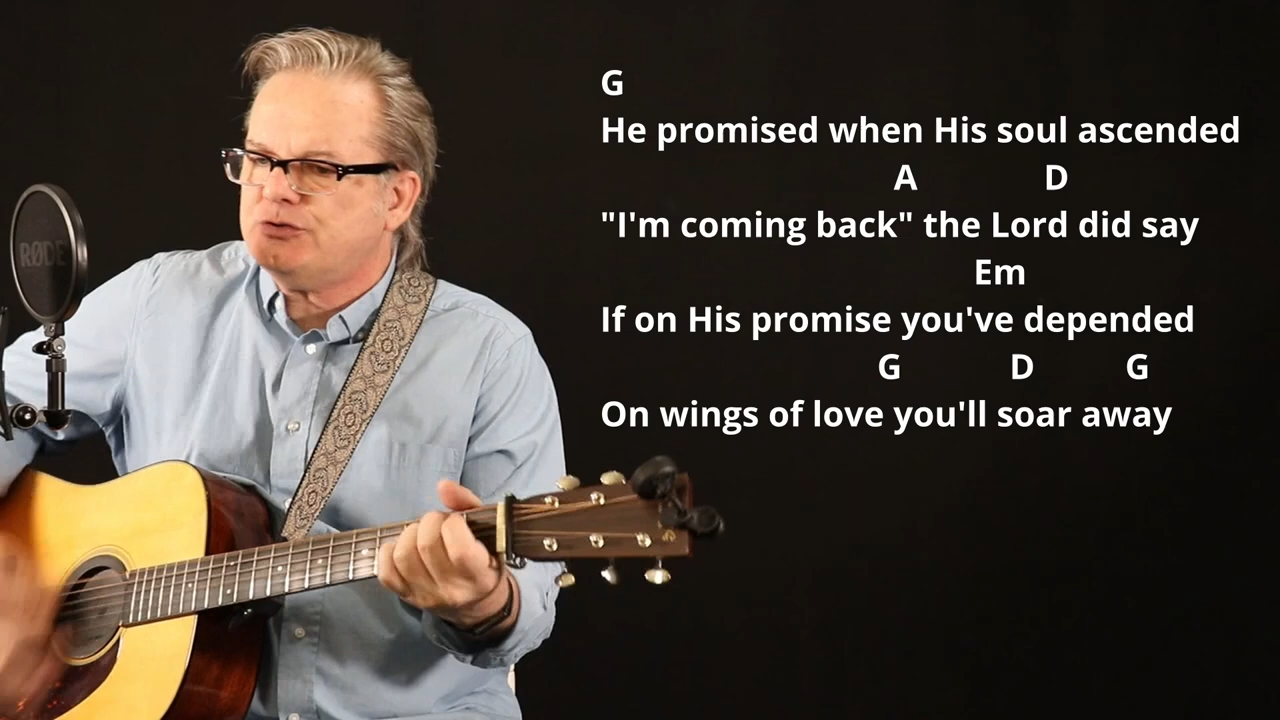 RØDE
G
He promised when His soul ascended
A D
"I'm coming back" the Lord did say
Em
If on His promise you've depended
G D G
On wings of love you'll soar away